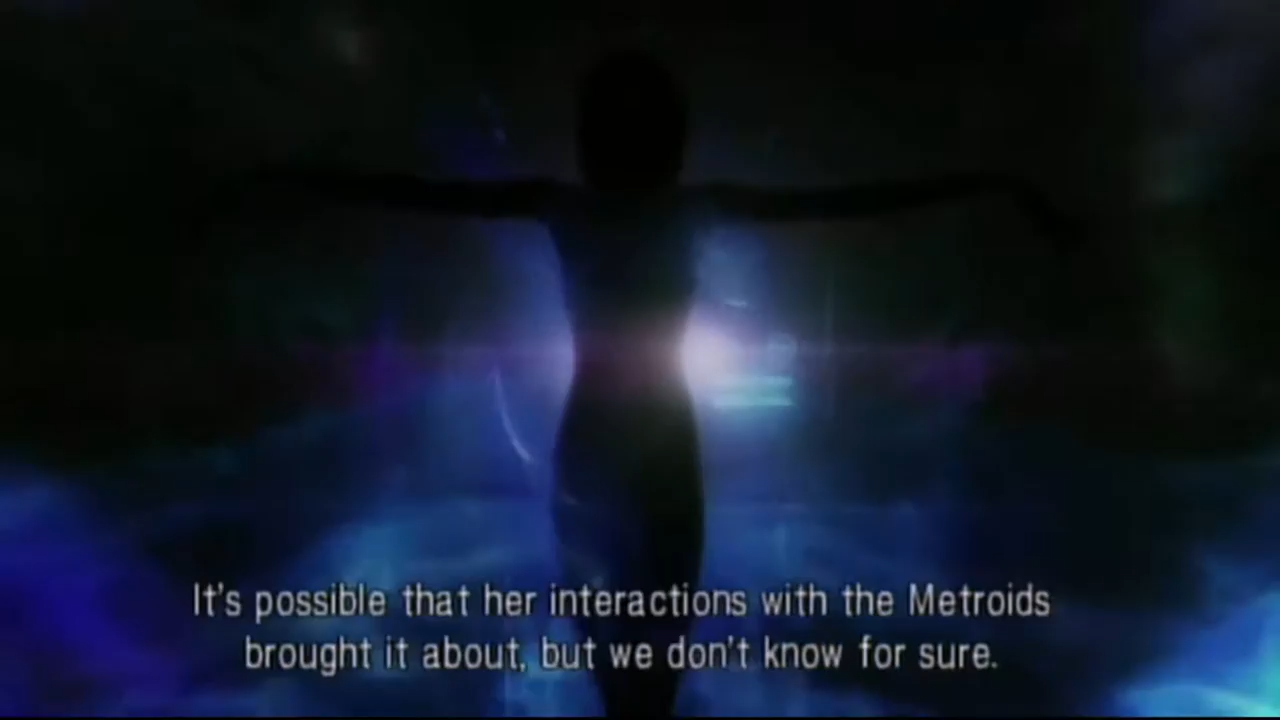 It's possible that her interactions with the Metroids
brought it about, but we don't know for sure.